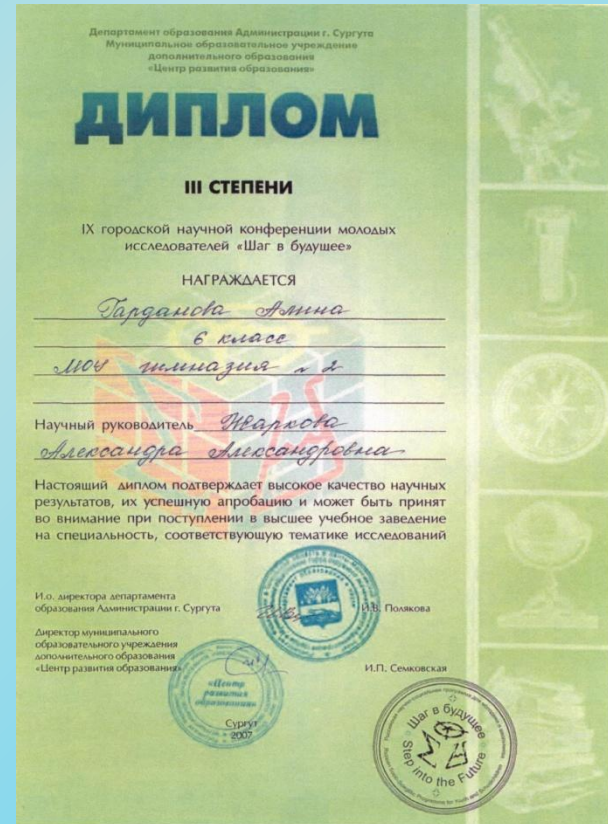 Департамент образования Администрации г. Сургута
Муниципальное образовательное учреждение
дополнительного образования
«Центр развития образования»
ДИПЛОМ
III СТЕПЕНИ
IX городской научной конференции молодых
исследователей «Шаг в будущее»
НАГРАЖДАЕТСЯ
Гарданова Алина
6 класс
МОУ гимназия №2
Научный руководитель Жаркова
Александра Александровна
Настоящий диплом подтверждает высокое качество научных
результатов, их успешную апробацию и может быть принят
во внимание при поступлении в высшее учебное заведение
на специальность, соответствующую тематике исследований
И.о. директора департамента
образования Администрации г. Сургута
Полякова
Директор муниципального
образовательного учреждения
дополнительного образования
«Центр развития образования»
И.П. Семковская
«Центр
развития
образования»
Сургут
2007
Шаг в будущее
Step into the Future